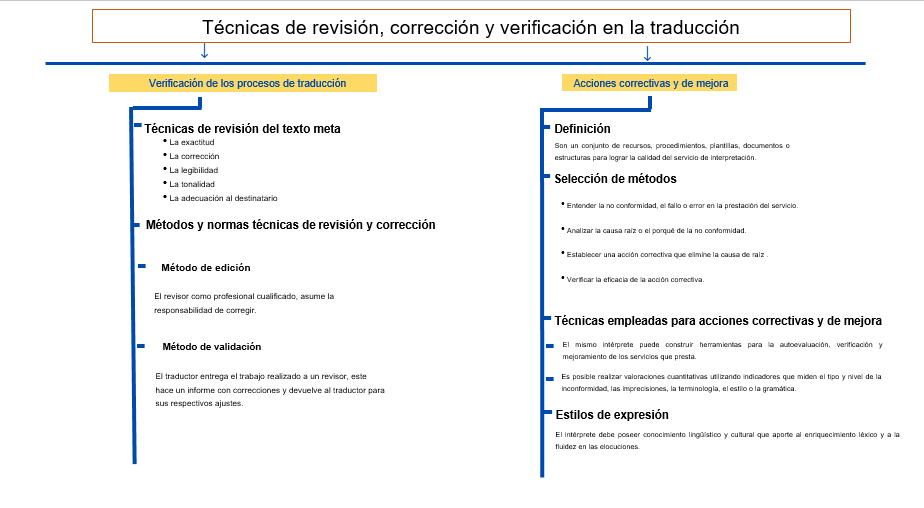 Técnicas de revisión, corrección y verificación en la traducción
Verificación de los procesos de traducción
Técnicas de revisión del texto meta
• La exactitud
• La corrección
• La legibilidad
• La tonalidad
• La adecuación al destinatario
Métodos y normas técnicas de revisión y corrección
Método de edición
El revisor como profesional cualificado, asume la
responsabilidad de corregir.
Método de validación
El traductor entrega el trabajo realizado a un revisor, este
hace un informe con correcciones y devuelve al traductor para
sus respectivos ajustes.
Acciones correctivas y de mejora
Definición
Son un conjunto de recursos, procedimientos, plantillas, documentos o
estructuras para lograr la calidad del servicio de interpretación.
Selección de métodos
• Entender la no conformidad, el fallo o error en la prestación del servicio.
• Analizar la causa raíz o el porqué de la no conformidad.
• Establecer una acción correctiva que elimine la causa de raíz .
• Verificar la eficacia de la acción correctiva.
Técnicas empleadas para acciones correctivas y de mejora
El mismo intérprete puede construir herramientas para la autoevaluación, verificación y
mejoramiento de los servicios que presta.
Es posible realizar valoraciones cuantitativas utilizando indicadores que miden el tipo y nivel de la
inconformidad, las imprecisiones, la terminología, el estilo o la gramática.
Estilos de expresión
El intérprete debe poseer conocimiento lingüístico y cultural que aporte al enriquecimiento léxico y a la
fluidez en las elocuciones.